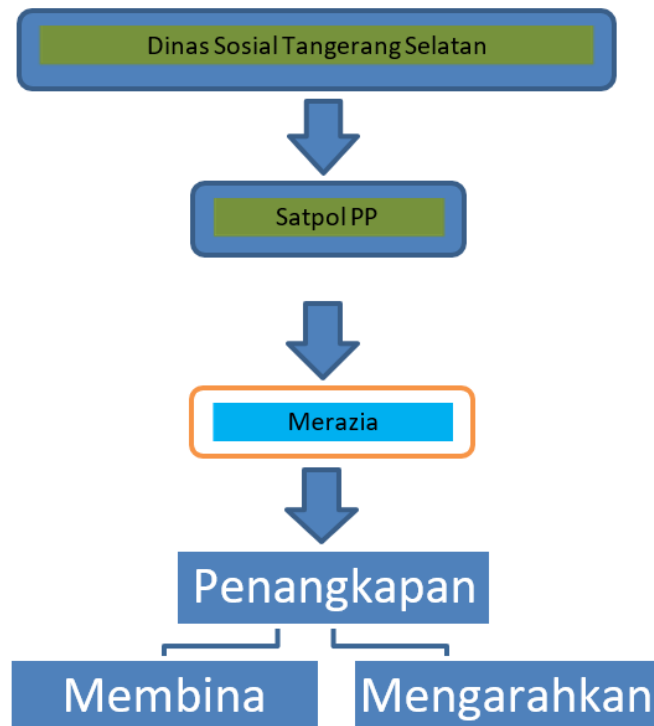 Dinas Sosial Tangerang Selatan
Satpol PP
Merazia
Penangkapan
Membina
Mengarahkan